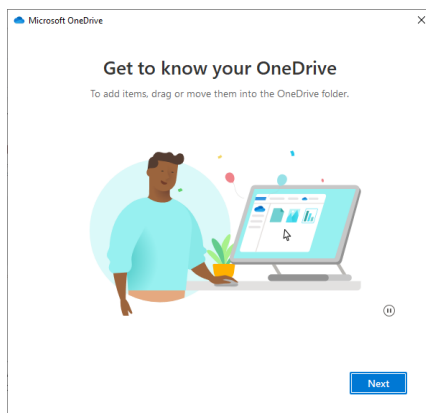 Microsoft OneDrive
Get to know your OneDrive
To add items, drag or move them into the OneDrive folder.
Next